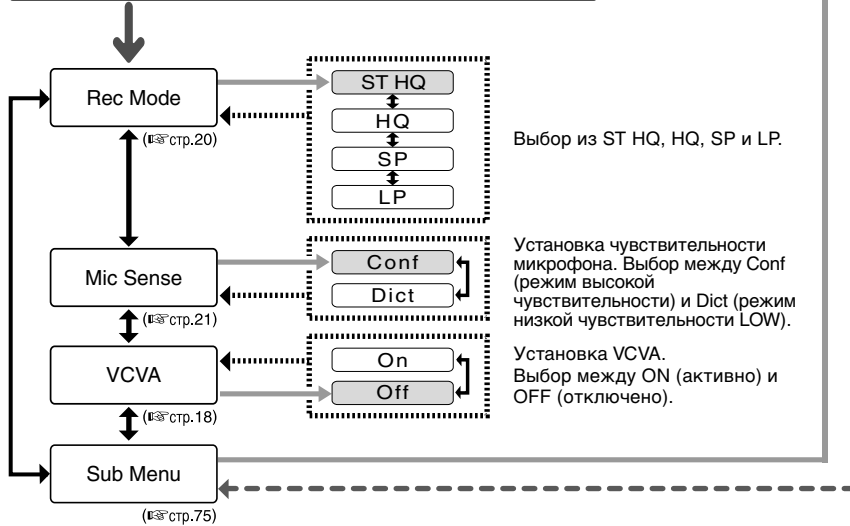 Rec Mode
(☞стр.20)
ST HQ
HQ
SP
LP
Выбор из ST HQ, HQ, SP и LP.
Mic Sense
(☞стр.21)
Conf
Dict
Установка чувствительности
микрофона. Выбор между Conf
(режим высокой
чувствительности) и Dict (режим
низкой чувствительности LOW).
VCVA
(☞стр.18)
On
Off
Установка VCVA.
Выбор между ON (активно) и
OFF (отключено).
Sub Menu
(☞стр.75)